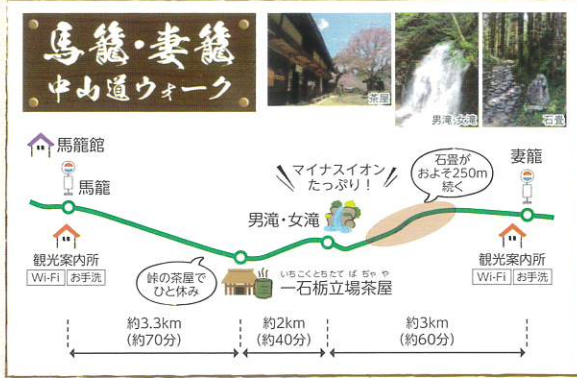 馬籠・妻籠
中山道ウォーク
茶屋
男滝・女滝
石畳
馬籠館
馬籠
観光案内所
Wi-Fi お手洗
峠の茶屋で
ひと休み
いちこくとちたてばぢゃや
一石栃立場茶屋
男滝・女滝
マイナスイオン
たっぷり!
石畳が
およそ250m
続く
妻籠
観光案内所
Wi-Fi お手洗
約3.3km
(約70分)
約2km
(約40分)
約3km
(約60分)